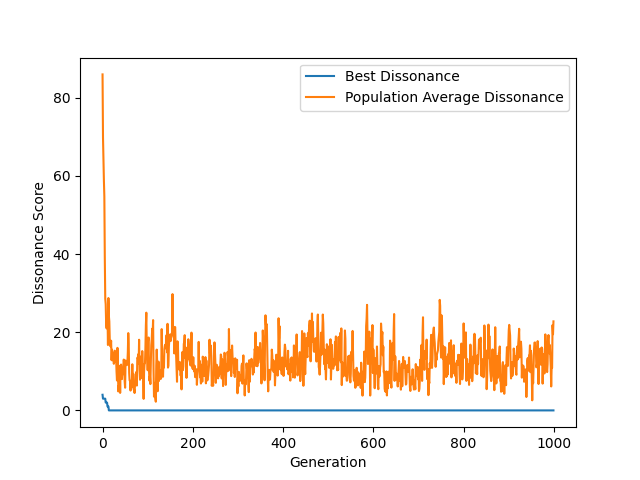 Best Dissonance
Population Average Dissonance
80
60
40
20
0
Dissonance Score
0 200 400 600 800 1000
Generation